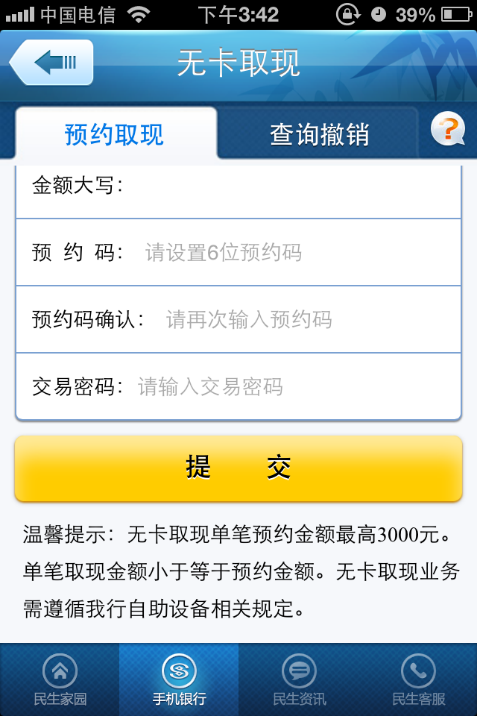 中国电信 下午3:42 39%
无卡取现
预约取现 查询撤销 ?
金额大写：
预 约 码： 请设置6位预约码
预约码确认： 请再次输入预约码
交易密码： 请输入交易密码
提 交
温馨提示：无卡取现单笔预约金额最高3000元。
单笔取现金额小于等于预约金额。无卡取现业务
需遵循我行自助设备相关规定。
民生家园 手机银行 民生资讯 民生客服